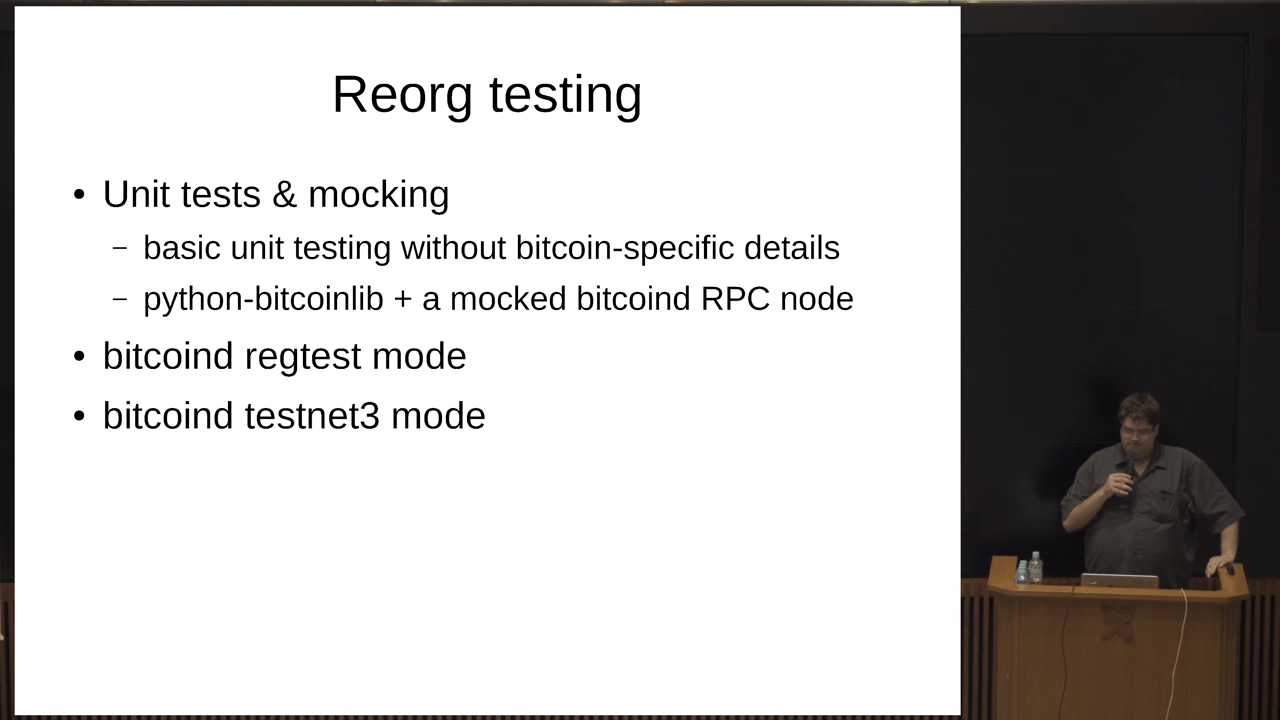 Reorg testing
• Unit tests & mocking
– basic unit testing without bitcoin-specific details
– python-bitcoinlib + a mocked bitcoind RPC node
• bitcoind regtest mode
• bitcoind testnet3 mode